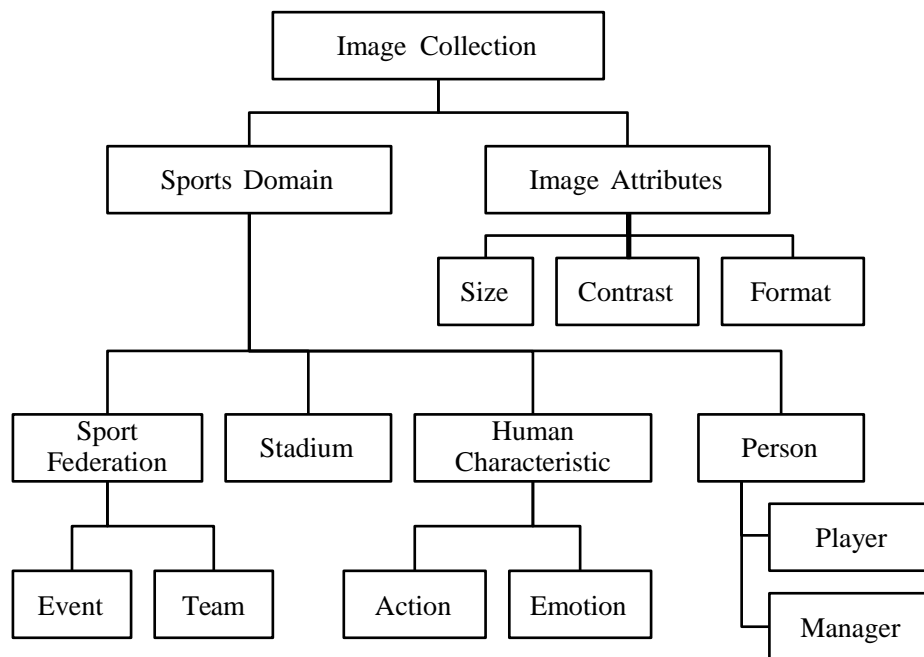 Image Collection
Sports Domain
Image Attributes
Size
Contrast
Format
Sport
Federation
Stadium
Human
Characteristic
Person
Player
Event
Team
Action
Emotion
Manager